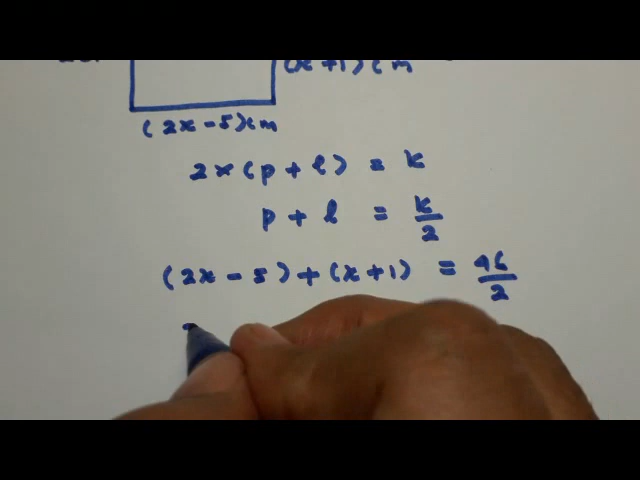 (x+1) cm
(2x-5) cm
2 × (p + l) = k
p + l = k/2
(2x - 5) + (x+1) = 46/2